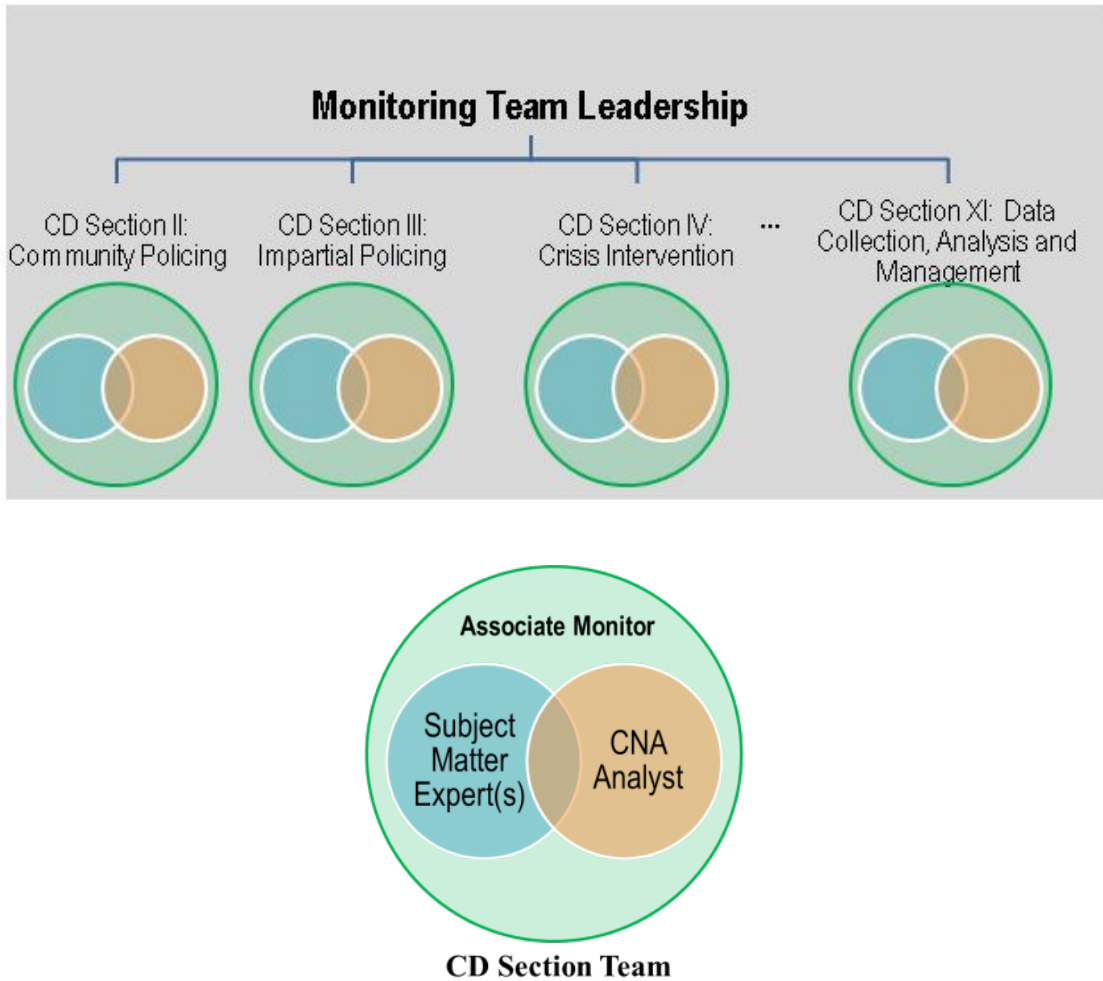 Monitoring Team Leadership
CD Section II:
Community Policing
CD Section III:
Impartial Policing
CD Section IV:
Crisis Intervention
...
CD Section XI: Data
Collection, Analysis and
Management
Associate Monitor
Subject
Matter
Expert(s)
CNA
Analyst
CD Section Team